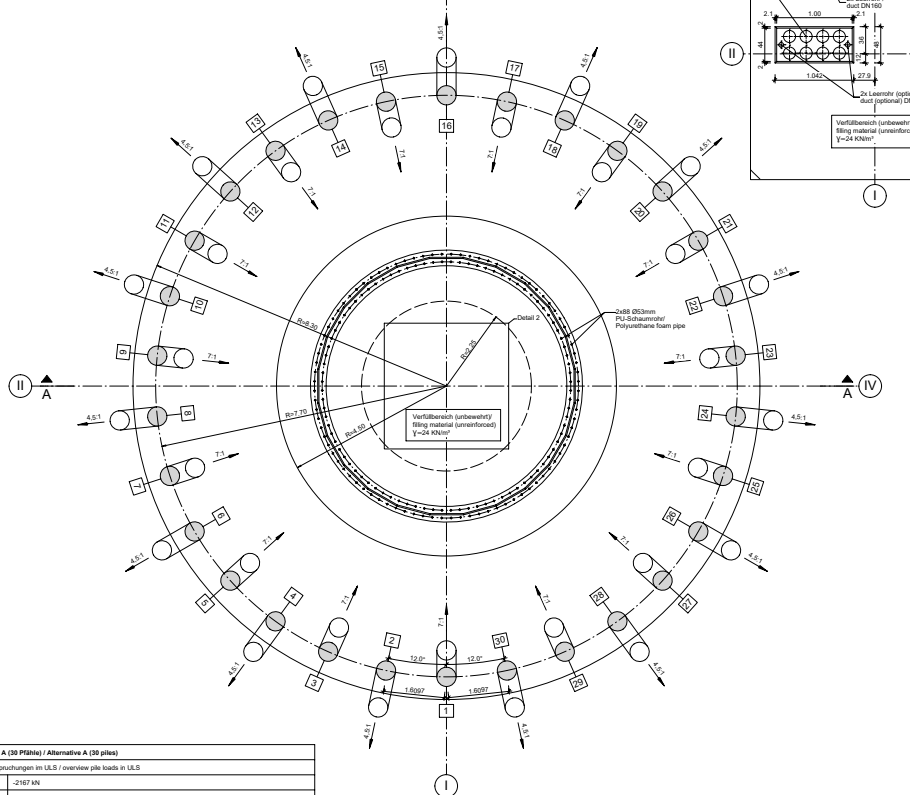 duct DN160
2.1
1.00
2.1
2
44
2
36
12
48
II
1.042
27.9
2x Leerrohr (opti
duct (optional) D
Verfüllbereich (unbewehrt
filling material (unreinforc
γ=24 KN/m³
I
4,5:1
4,5:1
15
17
4,5:1
4,5:1
13
16
19
4,5:1
14
18
7:1
7:1
4,5:1
7:1
7:1
12
20
11
21
7:1
7:1
4,5:1
10
22
4,5:1
R=8.30
2x88 Ø53mm
PU-Schaumrohr/
Polyurethane foam pipe
Detail 2
R=2.25
9
7:1
7:1
23
II
A
A
IV
4,5:1
8
R=7.70
R=4.50
Verfüllbereich (unbewehrt)/
filling material (unreinforced)
γ=24 KN/m³
24
4,5:1
7
7:1
7:1
25
6
26
4,5:1
7:1
7:1
4,5:1
5
4
28
27
7:1
7:1
7:1
2
30
4,5:1
3
12.0°
12.0°
29
4,5:1
1.6097
1.6097
1
4,5:1
4,5:1
A (30 Pfähle) / Alternative A (30 piles)
pruchungen im ULS / overview pile loads in ULS
-2167 kN
I